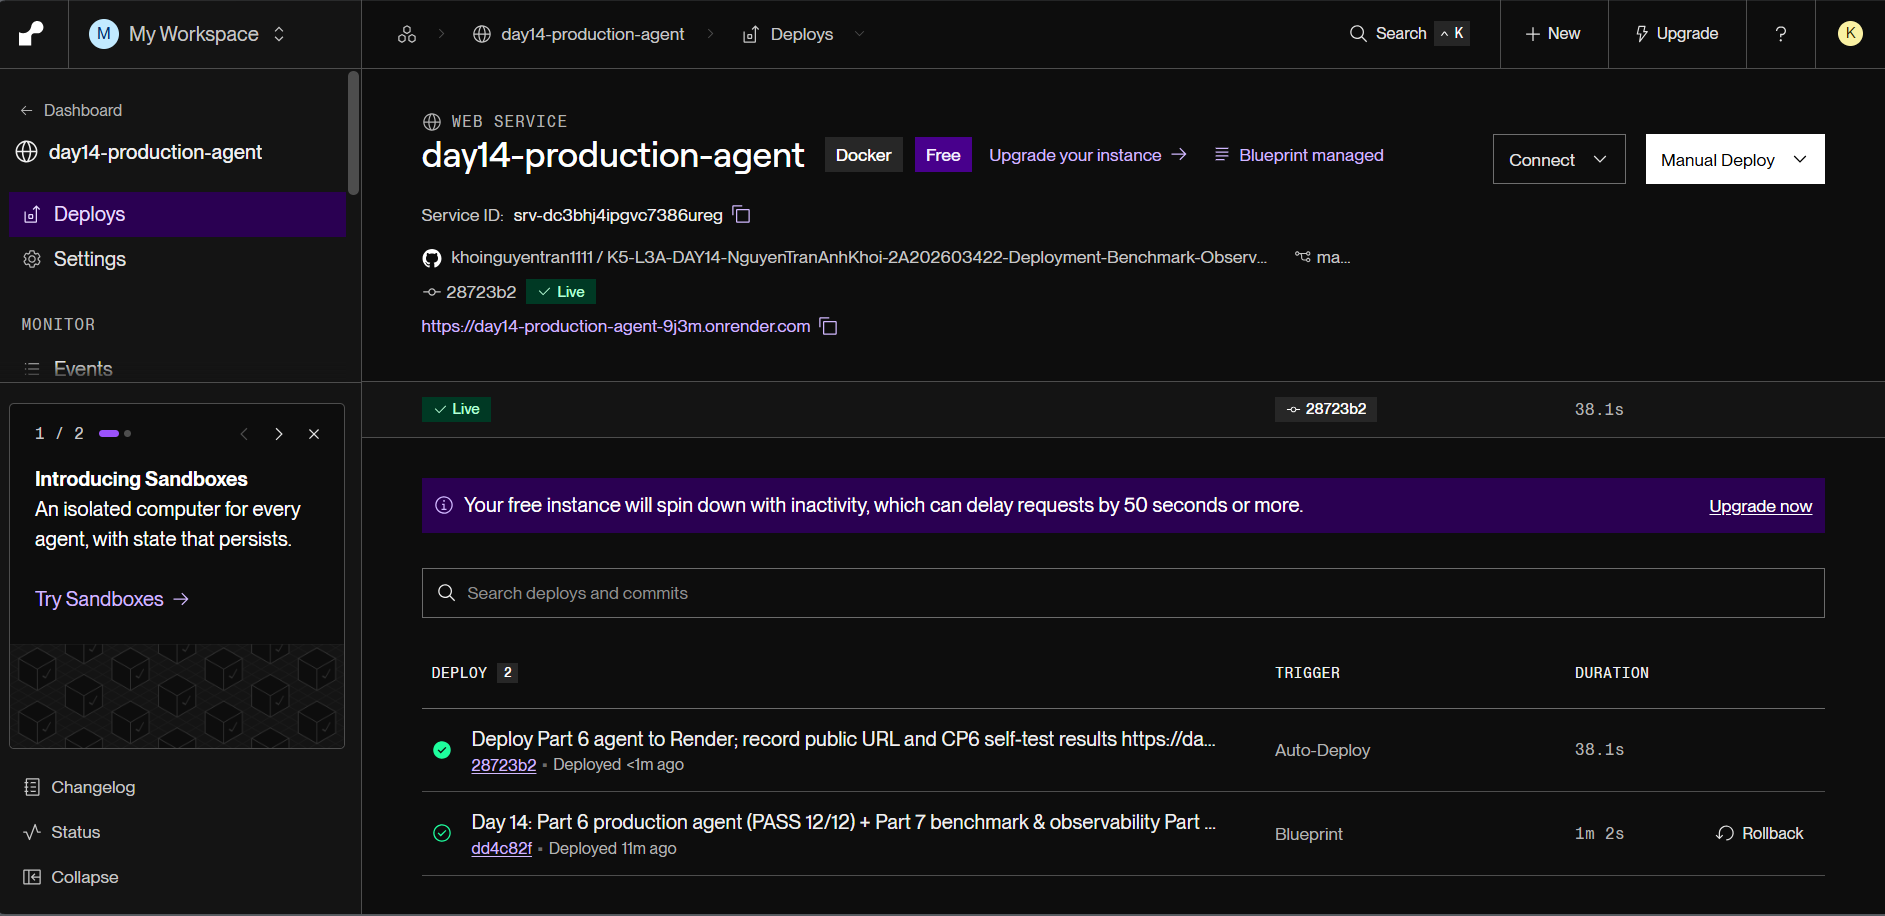 M My Workspace
day14-production-agent
Deploys
Search ^ K
+ New
Upgrade
?
K
← Dashboard
day14-production-agent
Deploys
Settings
MONITOR
Events
1 / 2
Introducing Sandboxes
An isolated computer for every
agent, with state that persists.
Try Sandboxes →
Changelog
Status
Collapse
WEB SERVICE
day14-production-agent Docker Free Upgrade your instance → Blueprint managed
Connect
Manual Deploy
Service ID: srv-dc3bhj4ipgvc7386ureg
khoinguyentran1111 / K5-L3A-DAY14-NguyenTranAnhKhoi-2A202603422-Deployment-Benchmark-Observ... ma...
28723b2 Live
https://day14-production-agent-9j3m.onrender.com
Live 28723b2 38.1s
Your free instance will spin down with inactivity, which can delay requests by 50 seconds or more. Upgrade now
Search deploys and commits
DEPLOY 2 TRIGGER DURATION
Deploy Part 6 agent to Render; record public URL and CP6 self-test results https://da...
28723b2 Deployed <1m ago
Auto-Deploy 38.1s
Day 14: Part 6 production agent (PASS 12/12) + Part 7 benchmark & observability Part ...
dd4c82f Deployed 11m ago
Blueprint 1m 2s Rollback